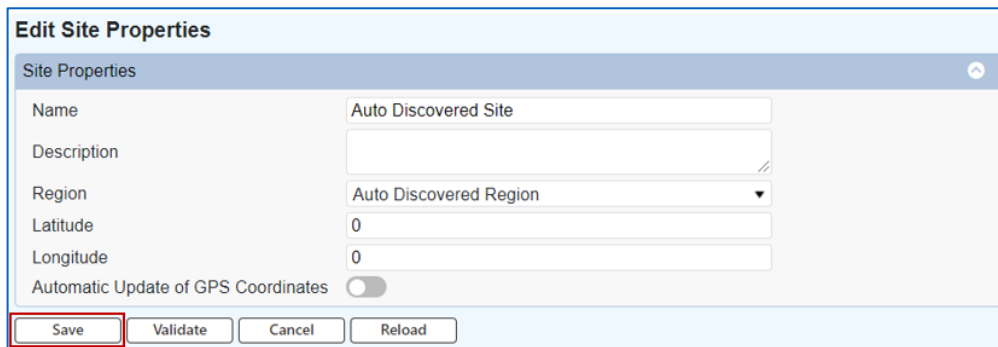 Edit Site Properties
Site Properties
Name Auto Discovered Site
Description
Region Auto Discovered Region
Latitude 0
Longitude 0
Automatic Update of GPS Coordinates
Save Validate Cancel Reload